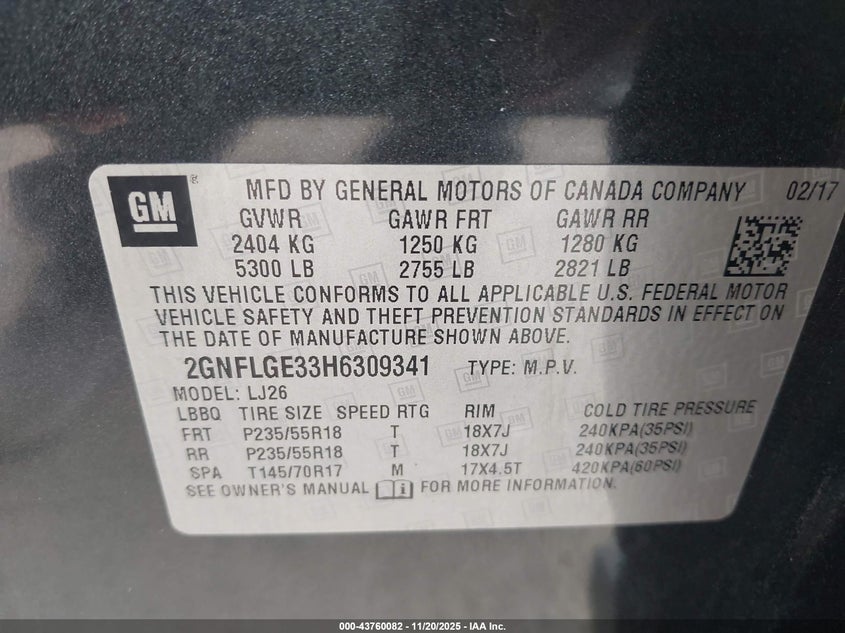 GM® MFD BY GENERAL MOTORS OF CANADA COMPANY 02/17
GVWR GAWR FRT GAWR RR
2404 KG 1250 KG 1280 KG
5300 LB 2755 LB 2821 LB
THIS VEHICLE CONFORMS TO ALL APPLICABLE U.S. FEDERAL MOTOR
VEHICLE SAFETY AND THEFT PREVENTION STANDARDS IN EFFECT ON
THE DATE OF MANUFACTURE SHOWN ABOVE.
2GNFLGE33H6309341 TYPE: M.P.V.
MODEL: LJ26
LBBQ TIRE SIZE SPEED RTG RIM COLD TIRE PRESSURE
FRT P235/55R18 T 18X7J 240KPA(35PSI)
RR P235/55R18 T 18X7J 240KPA(35PSI)
SPA T145/70R17 M 17X4.5T 420KPA(60PSI)
SEE OWNER'S MANUAL FOR MORE INFORMATION.
000-43760082 - 11/20/2025 - IAA Inc.